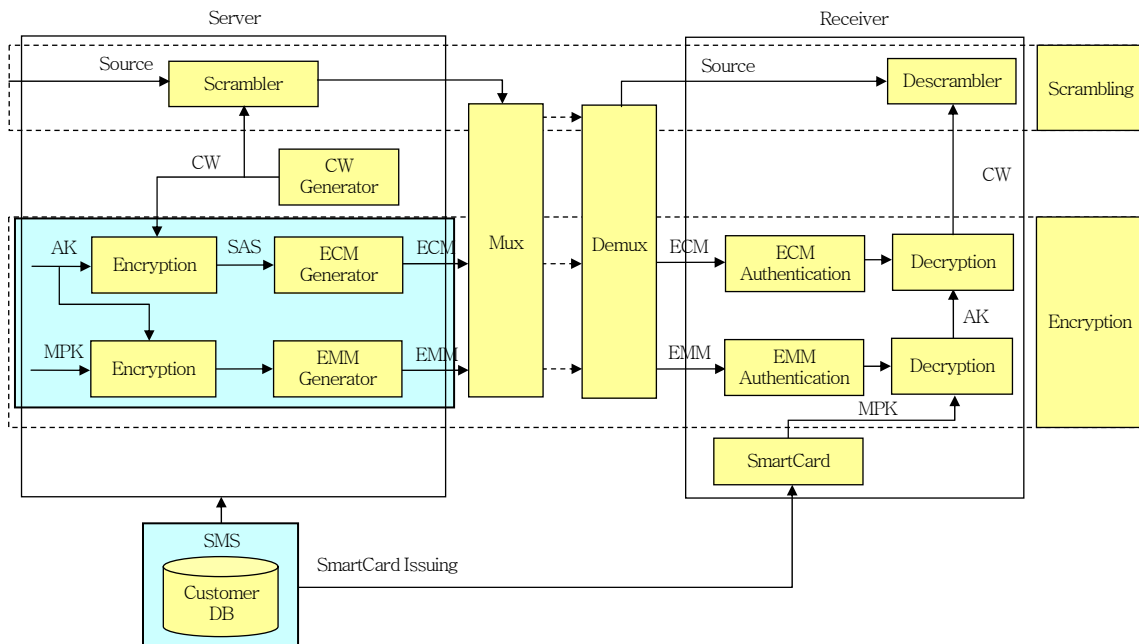 Server
Receiver
Source
Scrambler
Source
Descrambler
Scrambling
CW
CW
Generator
CW
Mux
Demux
AK
Encryption
SAS
ECM
Generator
ECM
ECM
ECM
Authentication
Decryption
AK
Encryption
MPK
Encryption
EMM
Generator
EMM
EMM
EMM
Authentication
Decryption
MPK
SmartCard
SMS
Customer
DB
SmartCard Issuing